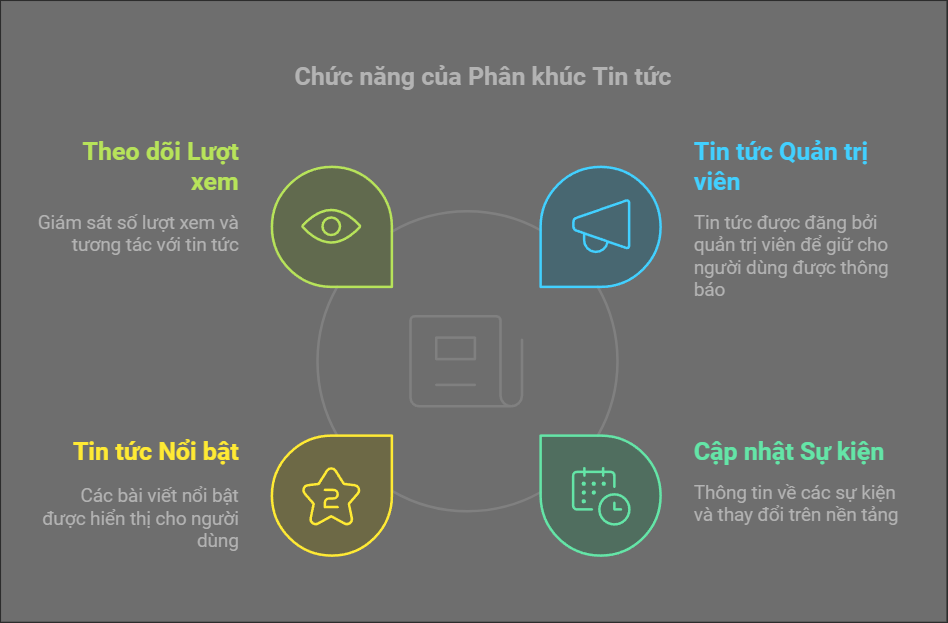 Chức năng của Phân khúc Tin tức
Theo dõi Lượt
xem
Giám sát số lượt xem và
tương tác với tin tức
Tin tức Quản trị
viên
Tin tức được đăng bởi
quản trị viên để giữ cho
người dùng được thông
báo
Tin tức Nổi bật
Các bài viết nổi bật
được hiển thị cho người
dùng
2
Cập nhật Sự kiện
Thông tin về các sự kiện
và thay đổi trên nền tảng